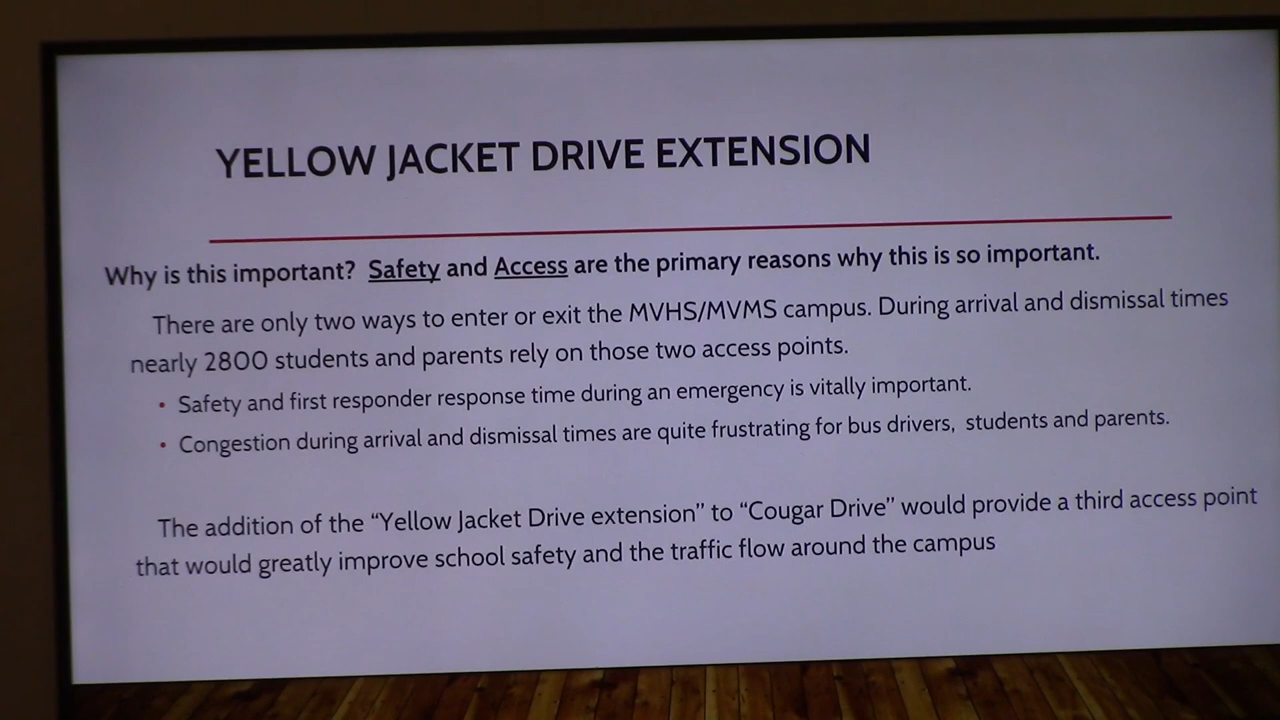 YELLOW JACKET DRIVE EXTENSION
Why is this important? Safety and Access are the primary reasons why this is so important.
There are only two ways to enter or exit the MVHS/MVMS campus. During arrival and dismissal times
nearly 2800 students and parents rely on those two access points.
• Safety and first responder response time during an emergency is vitally important.
• Congestion during arrival and dismissal times are quite frustrating for bus drivers, students and parents.
The addition of the “Yellow Jacket Drive extension” to “Cougar Drive” would provide a third access point
that would greatly improve school safety and the traffic flow around the campus